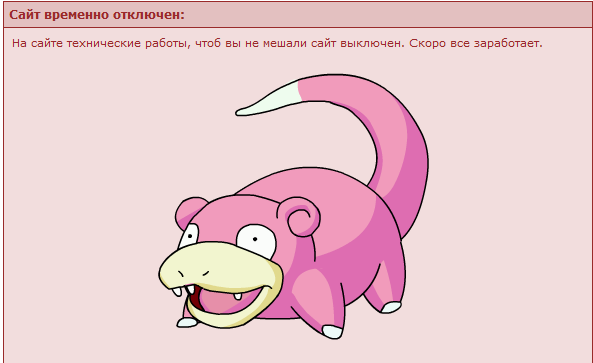 Сайт временно отключен:
На сайте технические работы, чтоб вы не мешали сайт выключен. Скоро все заработает.